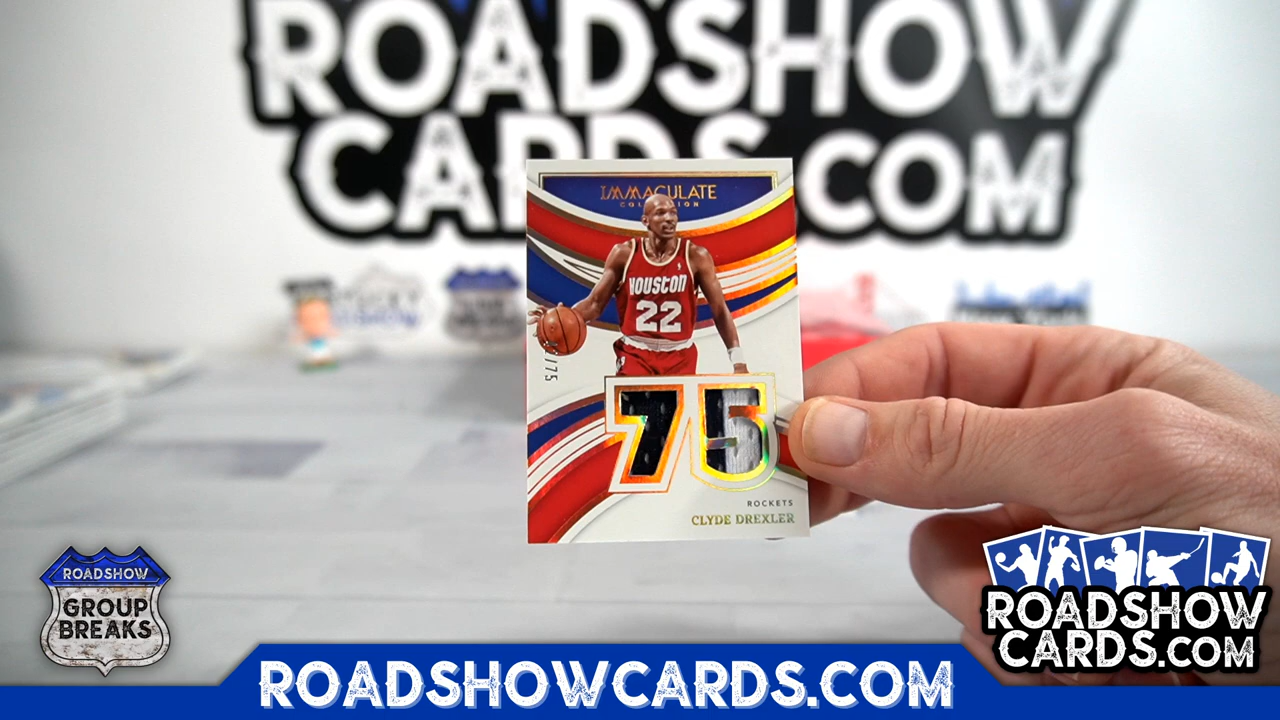 ROADSHOW
CARDS.COM
IMMACULATE
COLLECTION
HOUSTON
22
/75
75
ROCKETS
CLYDE DREXLER
ROADSHOW
GROUP
BREAKS
ROADSHOW
CARDS.COM
ROADSHOWCARDS.COM